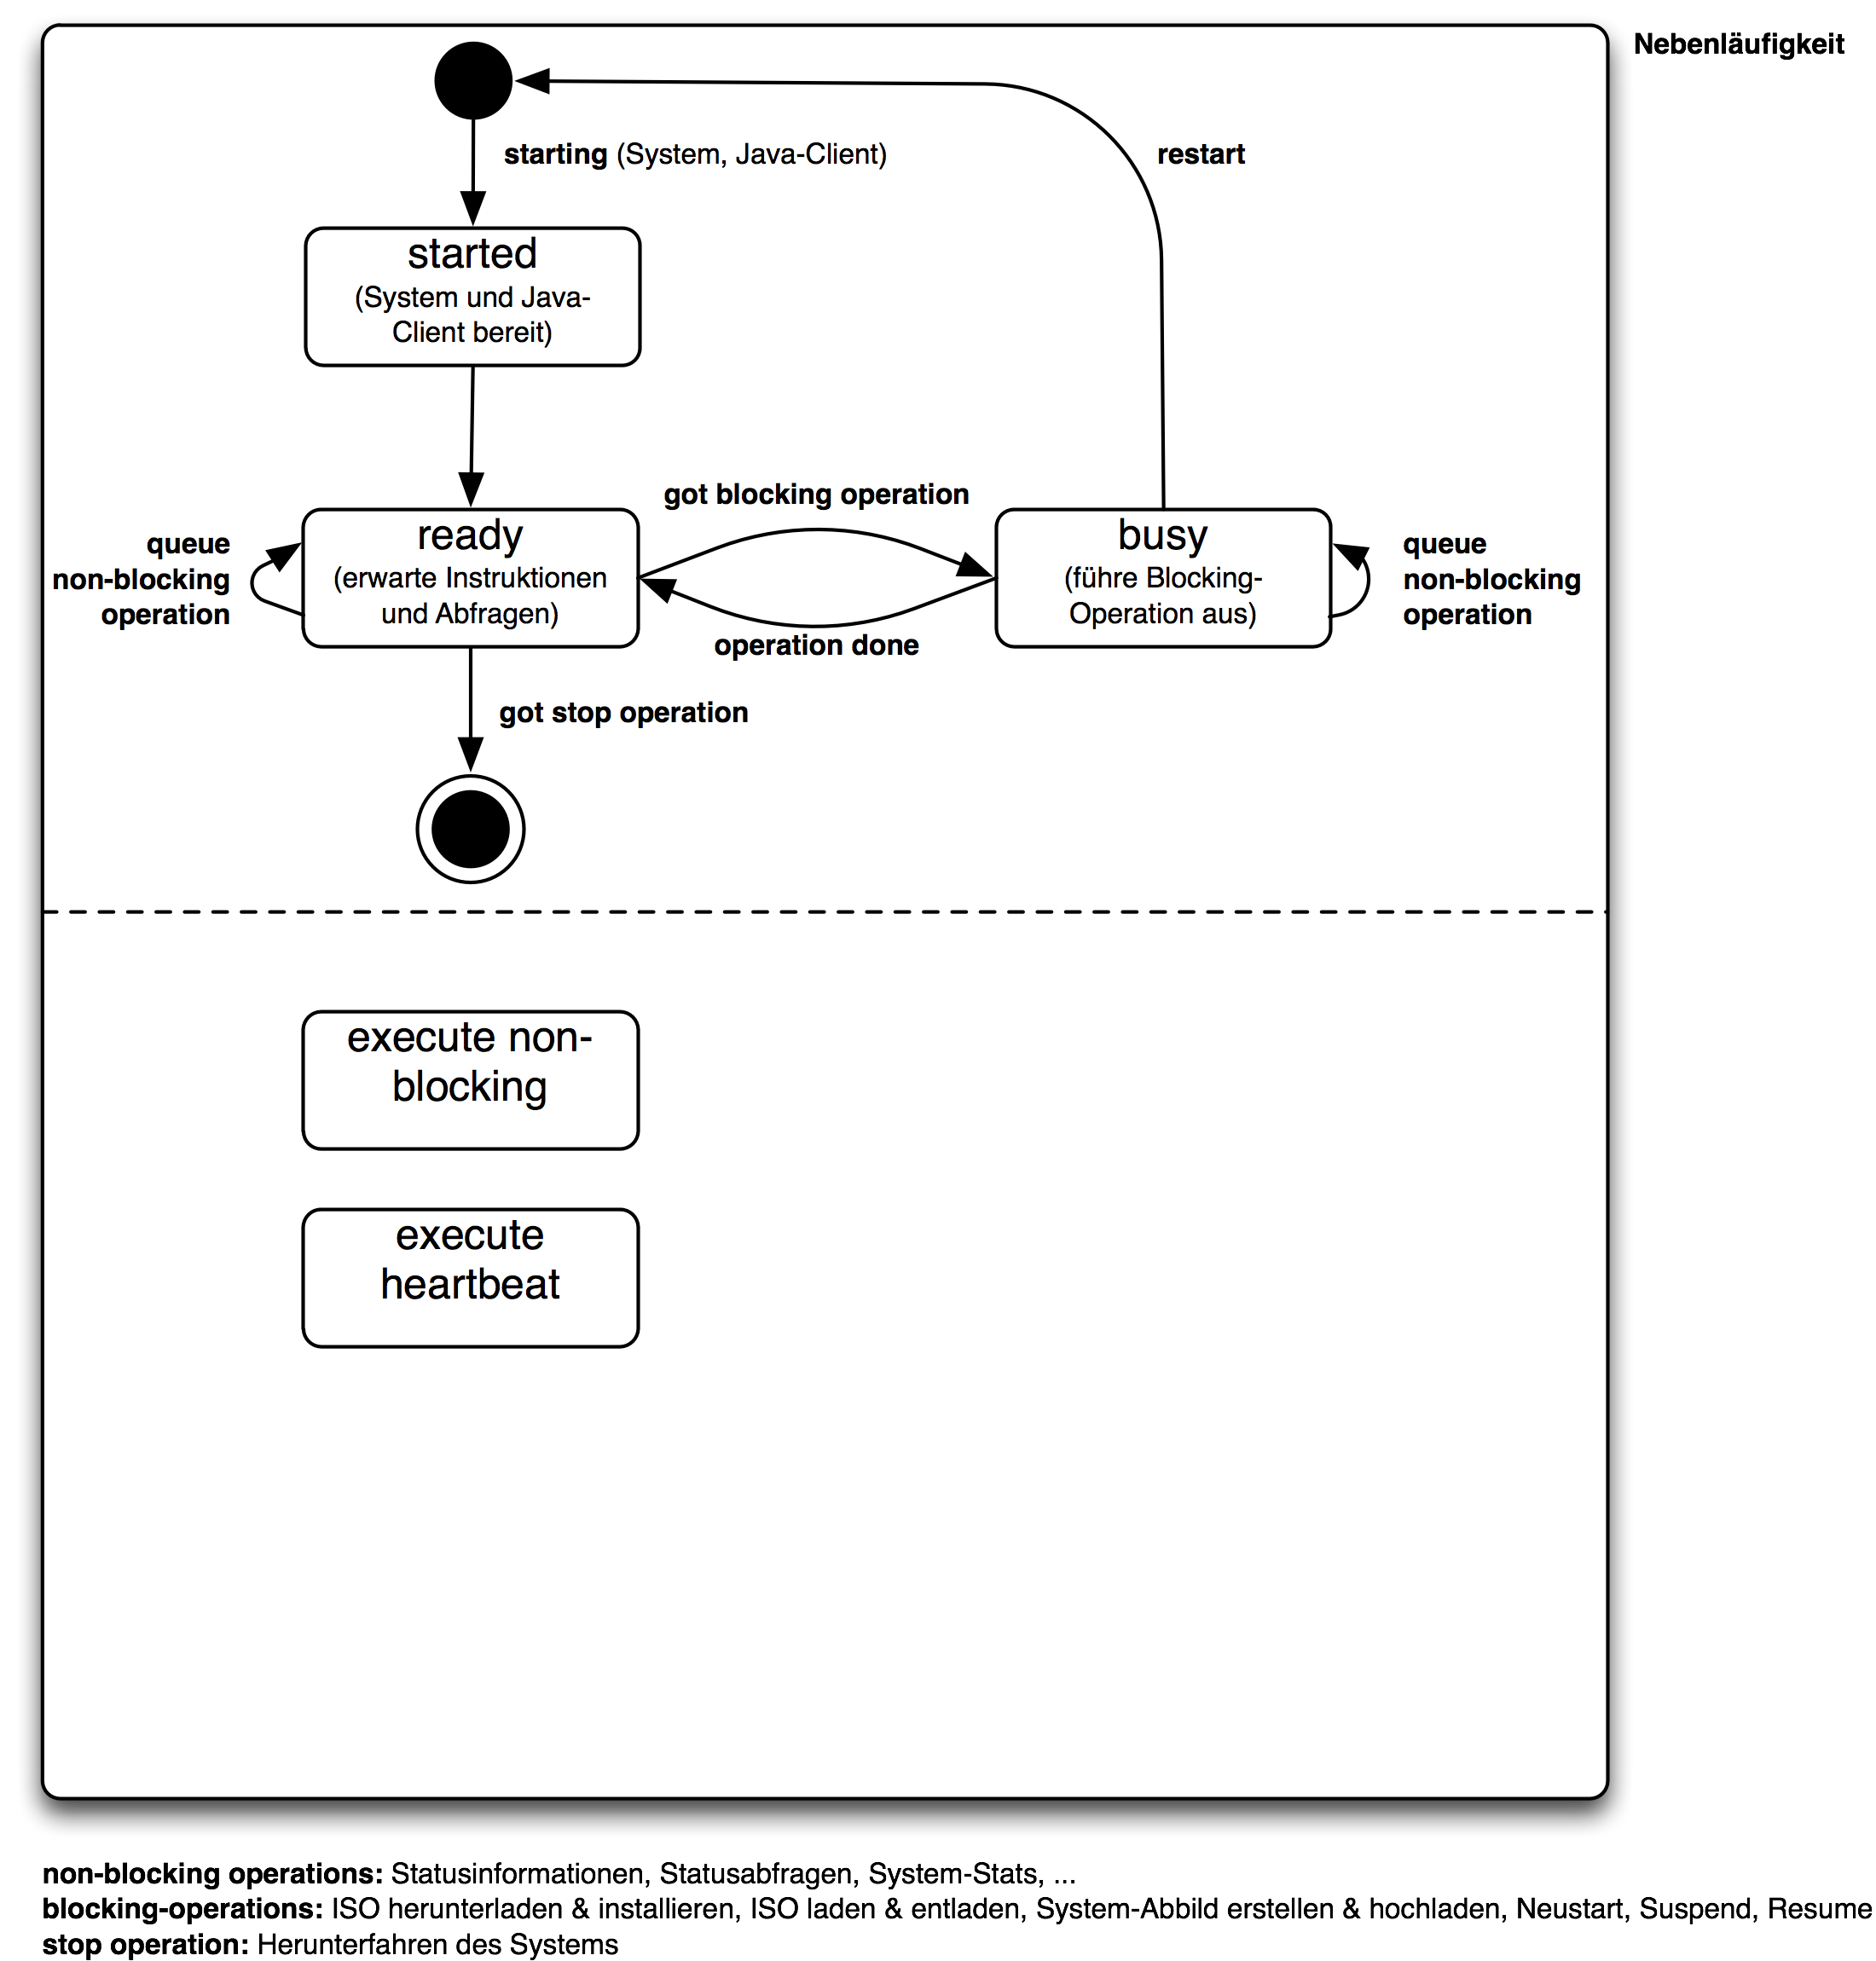 Nebenläufigkeit
starting (System, Java-Client)
restart
started
(System und Java-
Client bereit)
got blocking operation
queue
non-blocking
operation
ready
(erwarte Instruktionen
und Abfragen)
busy
(führe Blocking-
Operation aus)
queue
non-blocking
operation
operation done
got stop operation
execute non-
blocking
execute
heartbeat
non-blocking operations: Statusinformationen, Statusabfragen, System-Stats, ...
blocking-operations: ISO herunterladen & installieren, ISO laden & entladen, System-Abbild erstellen & hochladen, Neustart, Suspend, Resume
stop operation: Herunterfahren des Systems